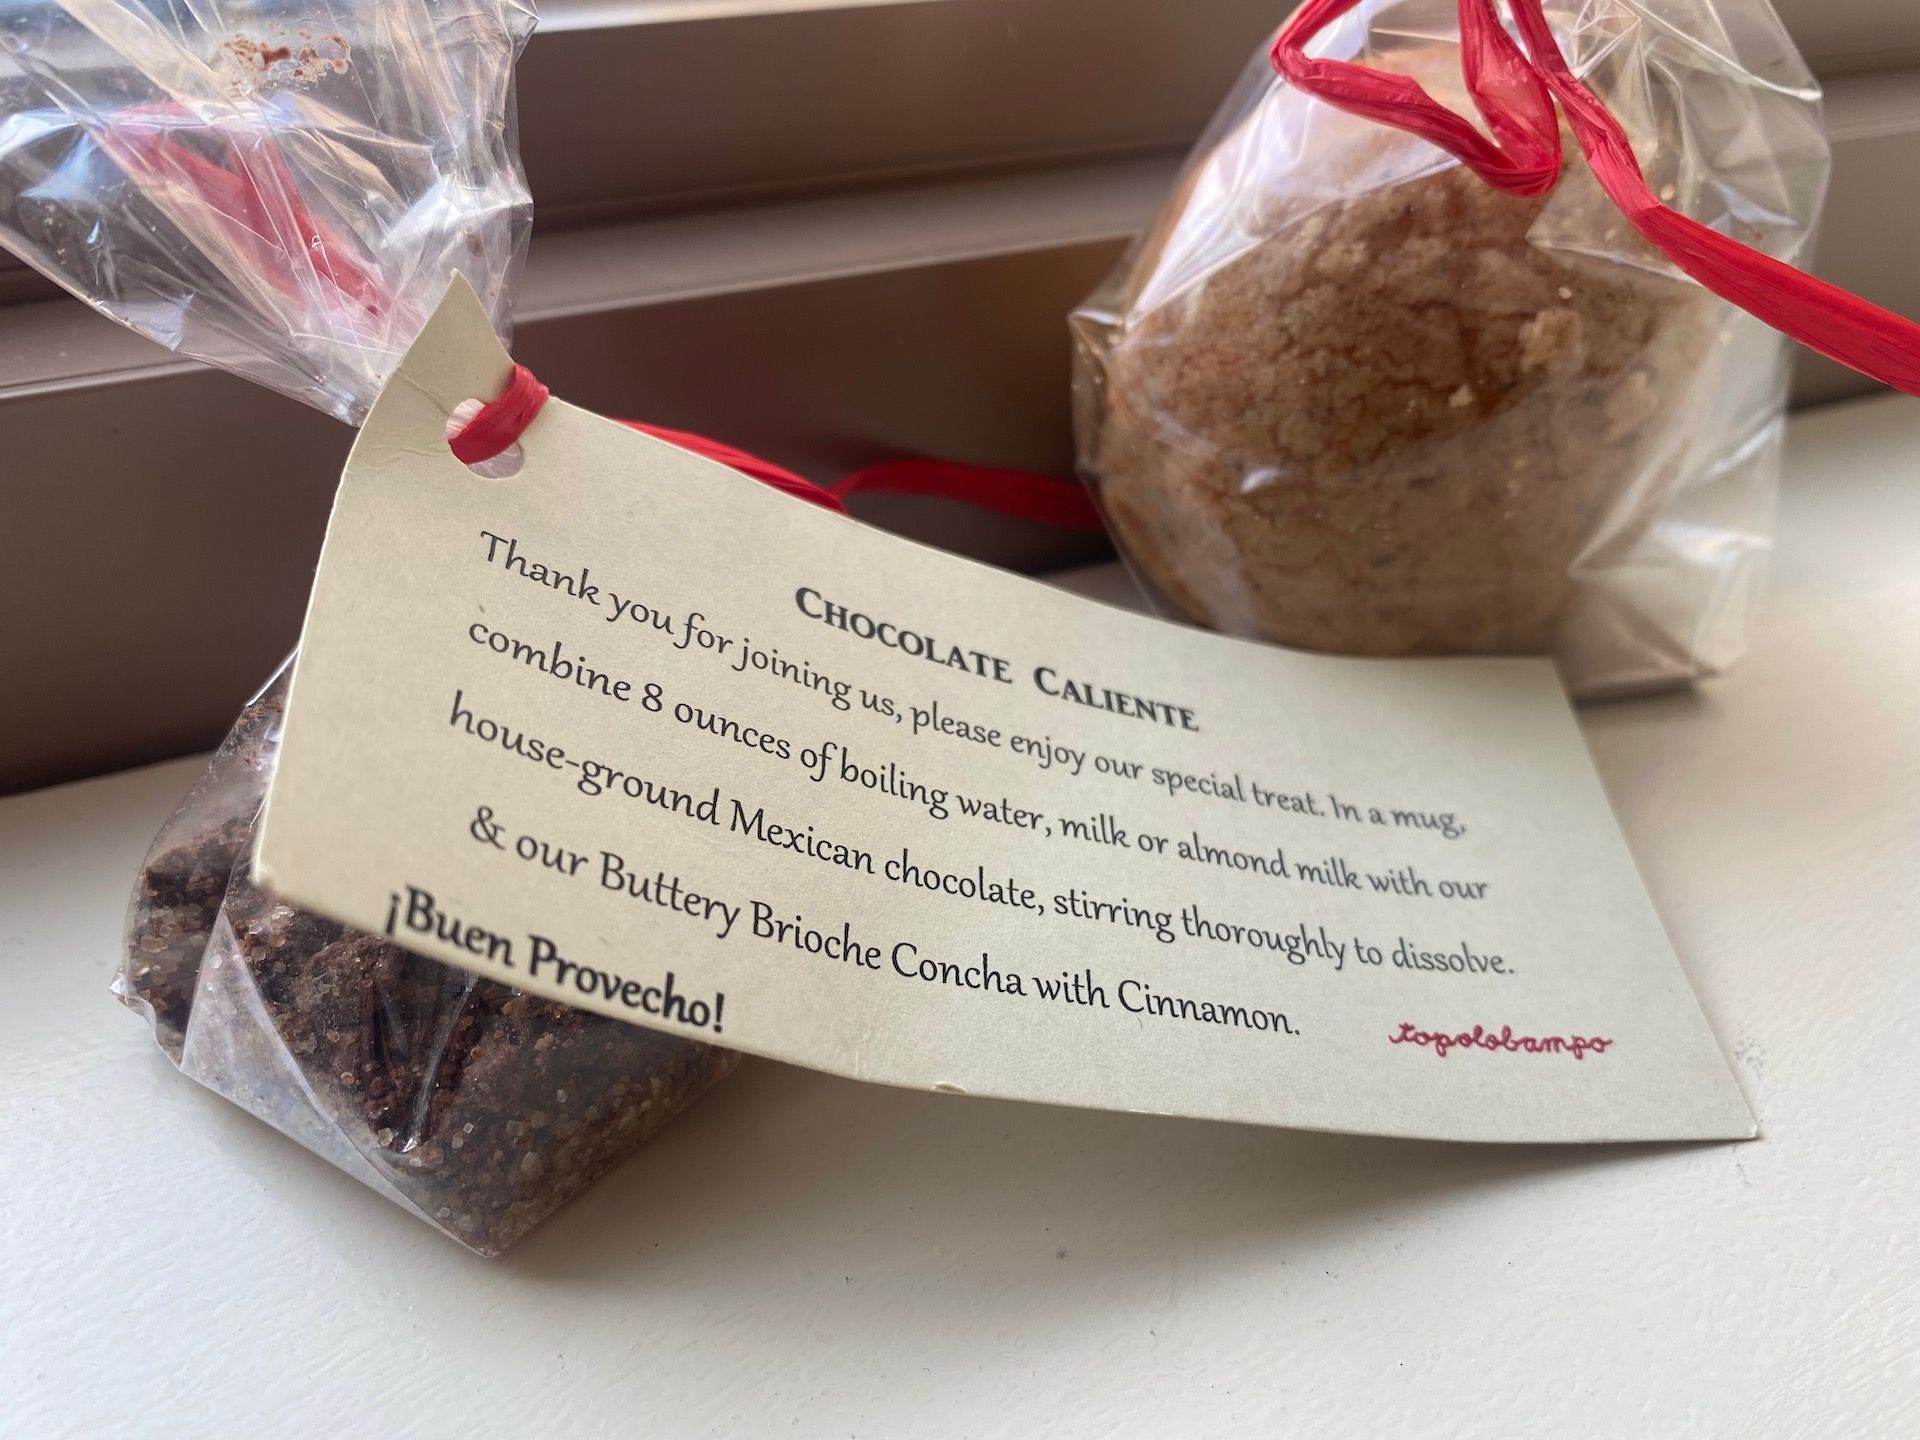 CHOCOLATE CALIENTE
Thank you for joining us, please enjoy our special treat. In a mug,
combine 8 ounces of boiling water, milk or almond milk with our
house-ground Mexican chocolate, stirring thoroughly to dissolve.
& our Buttery Brioche Concha with Cinnamon.
¡Buen Provecho!
topolobampo